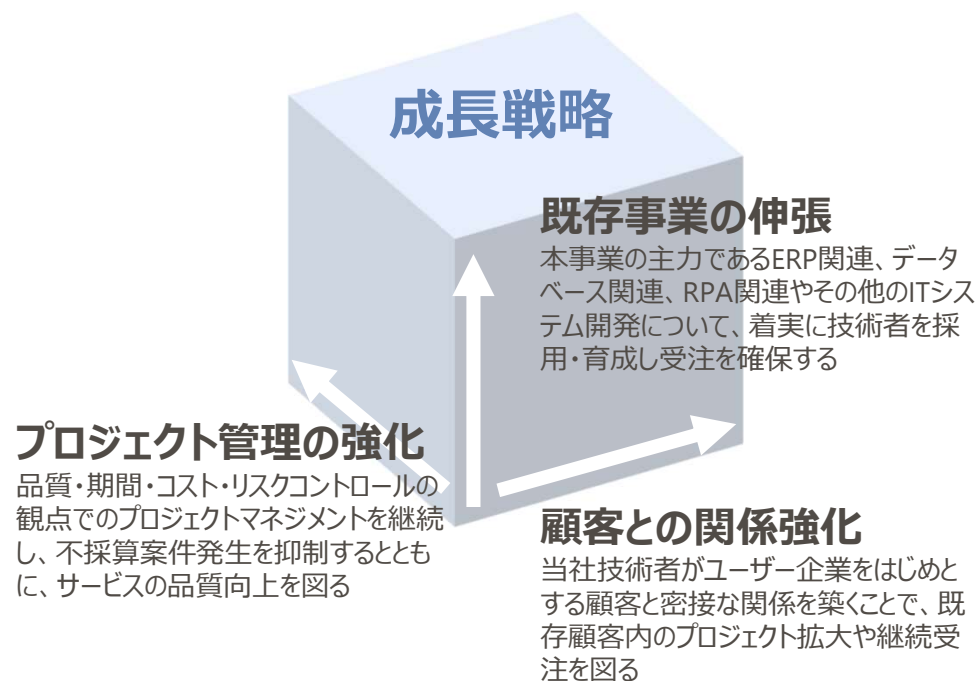 成長戦略
既存事業の伸張
本事業の主力であるERP関連、データ
ベース関連、RPA関連やその他のITシス
テム開発について、着実に技術者を採
用・育成し受注を確保する
プロジェクト管理の強化
品質・期間・コスト・リスクコントロールの
観点でのプロジェクトマネジメントを継続
し、不採算案件発生を抑制するととも
に、サービスの品質向上を図る
顧客との関係強化
当社技術者がユーザー企業をはじめと
する顧客と密接な関係を築くことで、既
存顧客内のプロジェクト拡大や継続受
注を図る